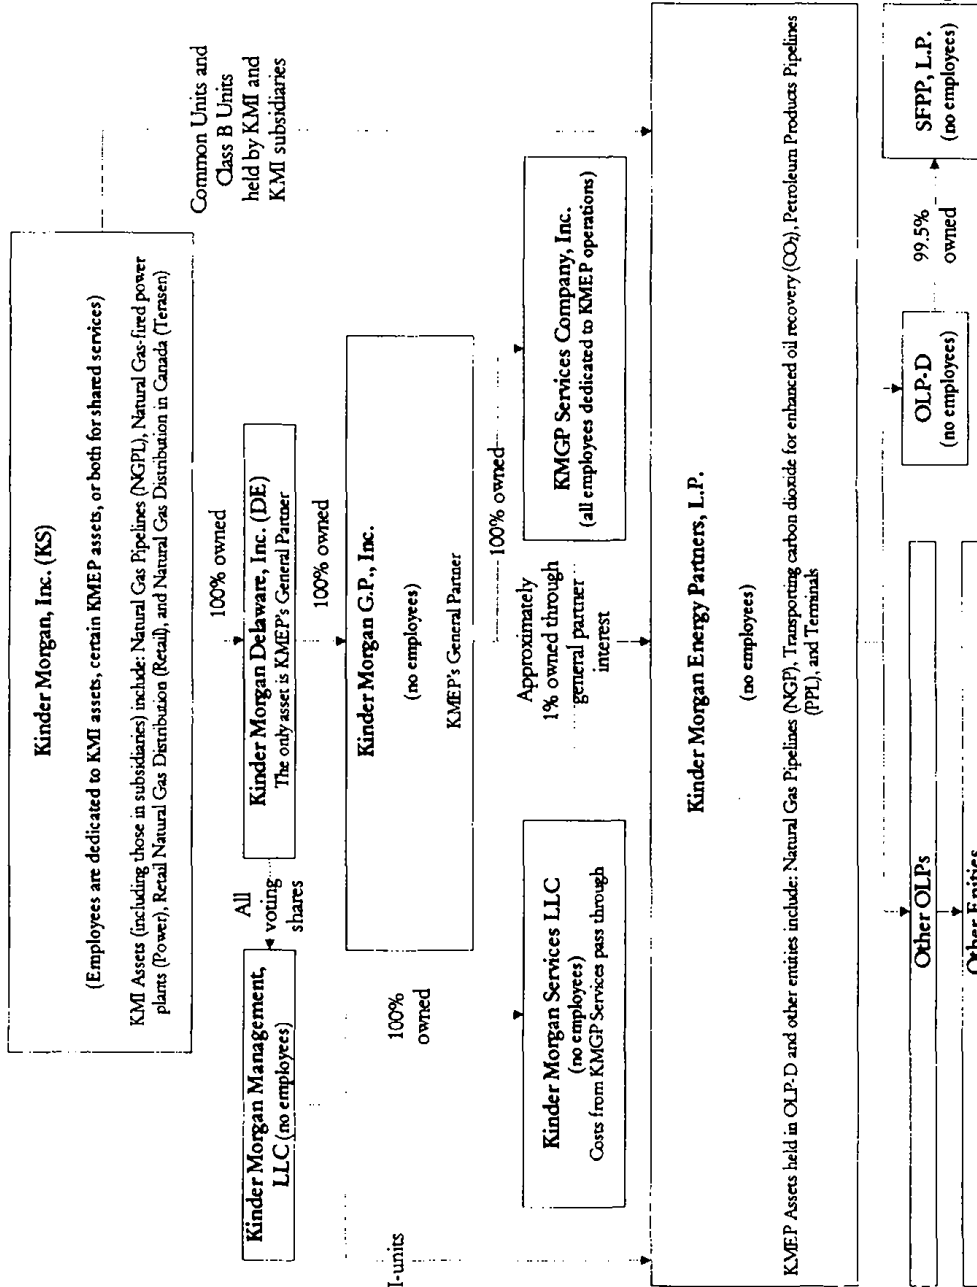 Kinder Morgan, Inc. (KS)
(Employees are dedicated to KMI assets, certain KMEP assets, or both for shared services)
KMI Assets (including those in subsidiaries) include: Natural Gas Pipelines (NGPL), Natural Gas-fired power
plants (Power), Retail Natural Gas Distribution (Retail), and Natural Gas Distribution in Canada (Terasen)
Common Units and
Class B Units
held by KMI and
KMI subsidiaries
100% owned
Kinder Morgan Management,
LLC (no employees)
All
voting
shares
Kinder Morgan Delaware, Inc. (DE)
The only asset is KMEP's General Partner
100% owned
Kinder Morgan G.P., Inc.
(no employees)
KMEP's General Partner
I-units
100%
owned
100% owned
Kinder Morgan Services LLC
(no employees)
Costs from KMGP Services pass through
Approximately
1% owned through
general partner
interest
KMGP Services Company, Inc.
(all employees dedicated to KMEP operations)
Kinder Morgan Energy Partners, L.P.
(no employees)
KMEP Assets held in OLP-D and other entities include: Natural Gas Pipelines (NGP), Transporting carbon dioxide for enhanced oil recovery (CO₂), Petroleum Products Pipelines
(PPL), and Terminals
Other OLPs
OLP-D
(no employees)
99.5%
owned
SFPP, L.P.
(no employees)
Other Entities